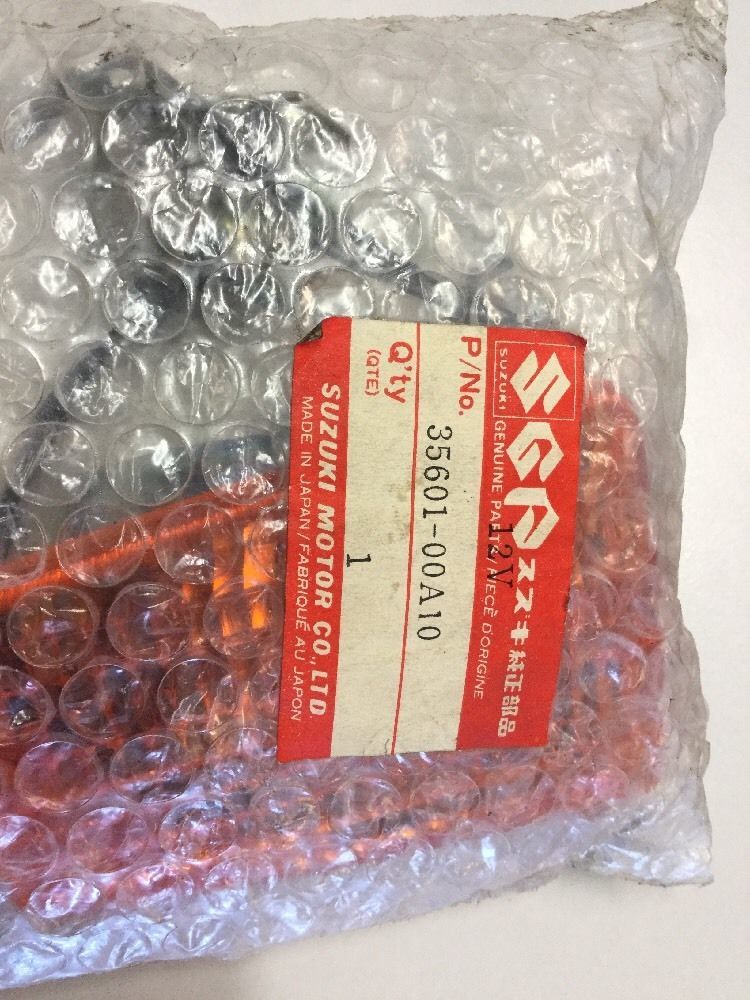 SGP スズキ純正部品
SUZUKI GENUINE PARTS/PIECE D'ORIGINE
12V
P/No.
35601-00A10
Q'ty
(QTE)
1
SUZUKI MOTOR CO.,LTD.
MADE IN JAPAN/FABRIQUÉ AU JAPON